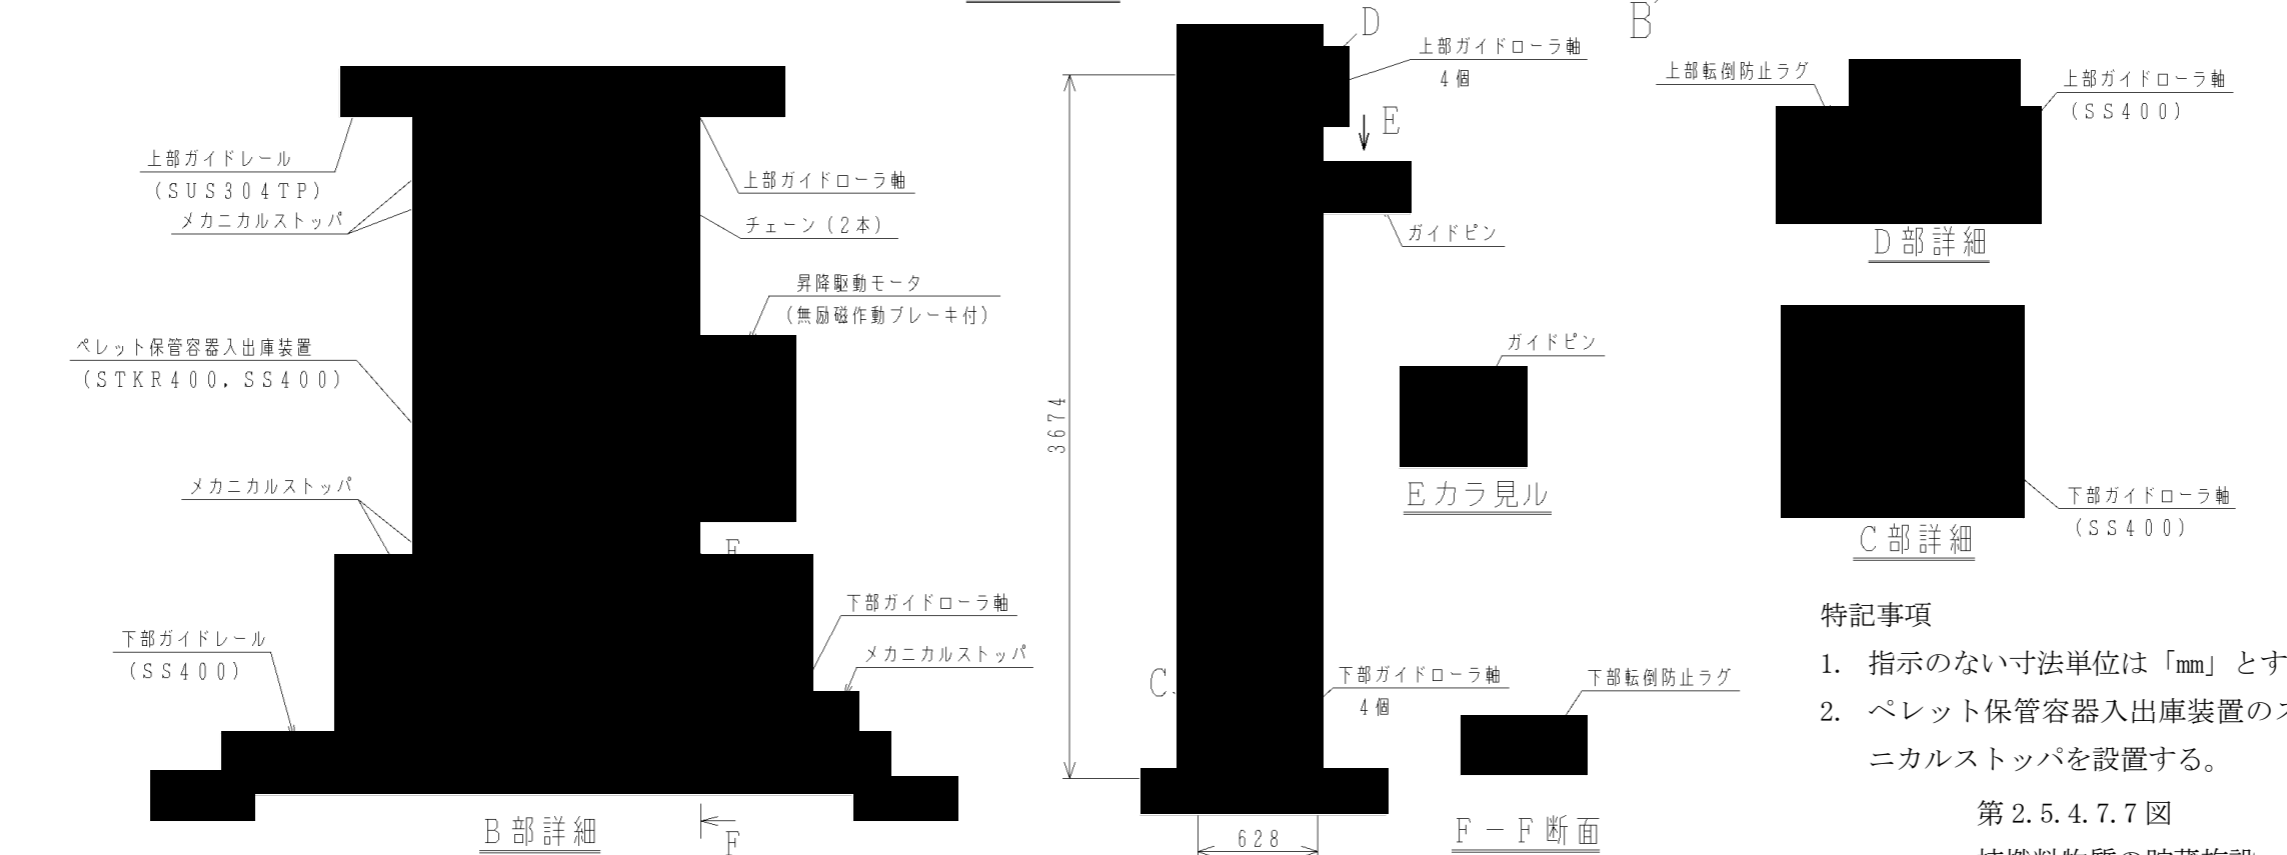 上部ガイドレール
(SUS304TP)
メカニカルストッパ
ペレット保管容器入出庫装置
(STKR400, SS400)
メカニカルストッパ
下部ガイドレール
(SS400)
上部ガイドローラ軸
チェーン(2本)
昇降駆動モータ
(無励磁作動ブレーキ付)
F
下部ガイドローラ軸
メカニカルストッパ
F
B部詳細
D
上部ガイドローラ軸
4個
E
ガイドピン
3674
C
下部ガイドローラ軸
4個
628
ガイドピン
Eカラ見ル
下部転倒防止ラグ
F-F断面
B'
上部転倒防止ラグ
上部ガイドローラ軸
(SS400)
D部詳細
下部ガイドローラ軸
(SS400)
C部詳細
特記事項
1. 指示のない寸法単位は「mm」とす
2. ペレット保管容器入出庫装置の
ニカルストッパを設置する。
第2.5.4.7.7図